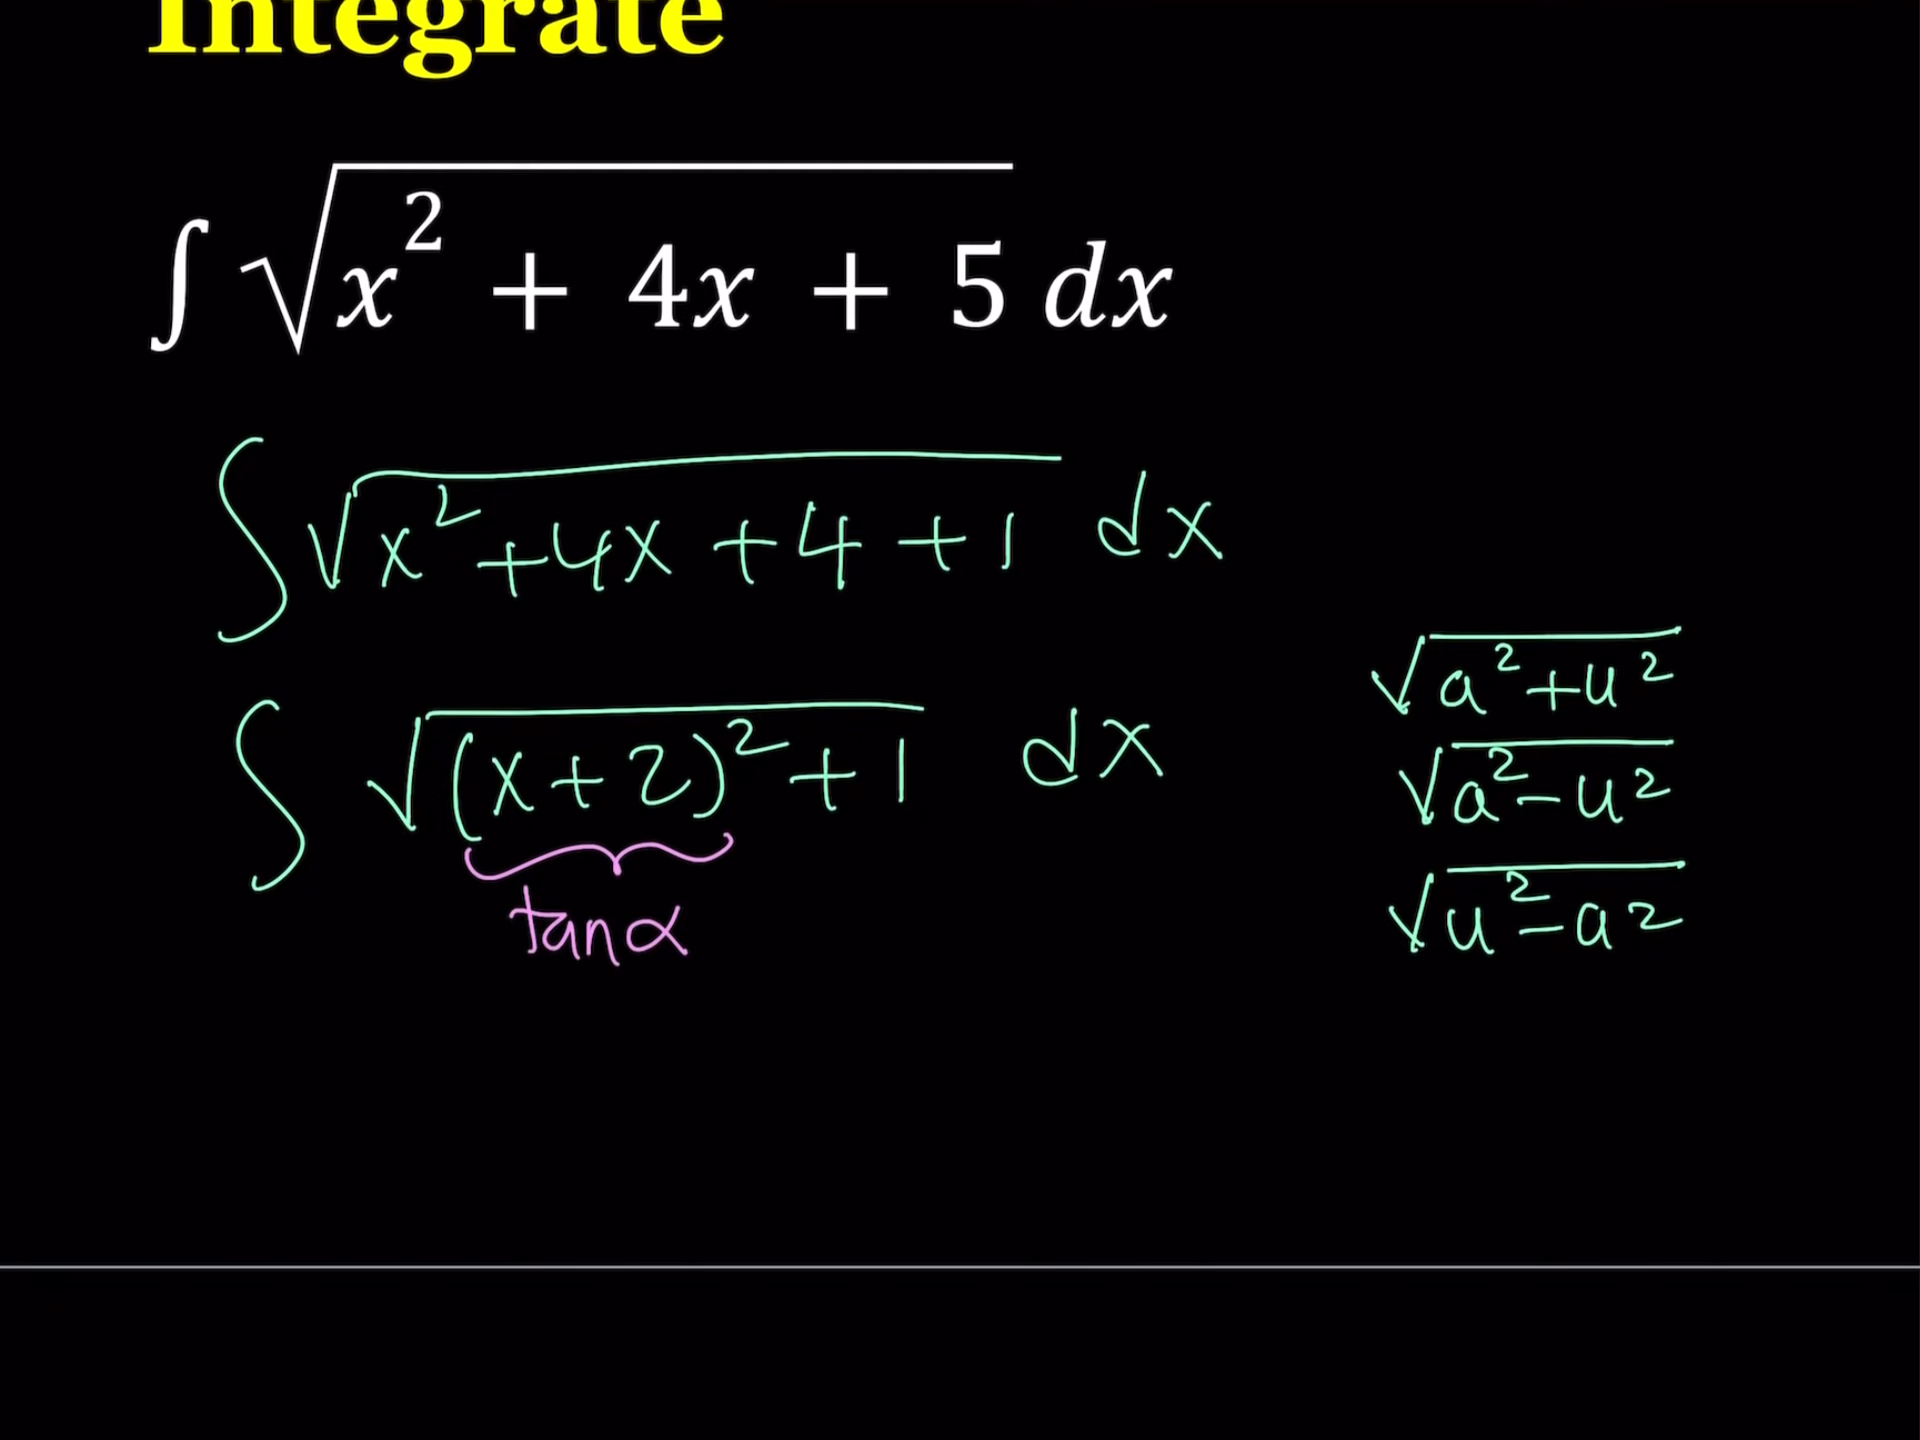 Integrate
∫ √(x² + 4x + 5) dx
∫ √(x² + 4x + 4 + 1) dx
√(a² + u²)
∫ √((x + 2)² + 1) dx
√(a² − u²)
tanα
√(u² − a²)